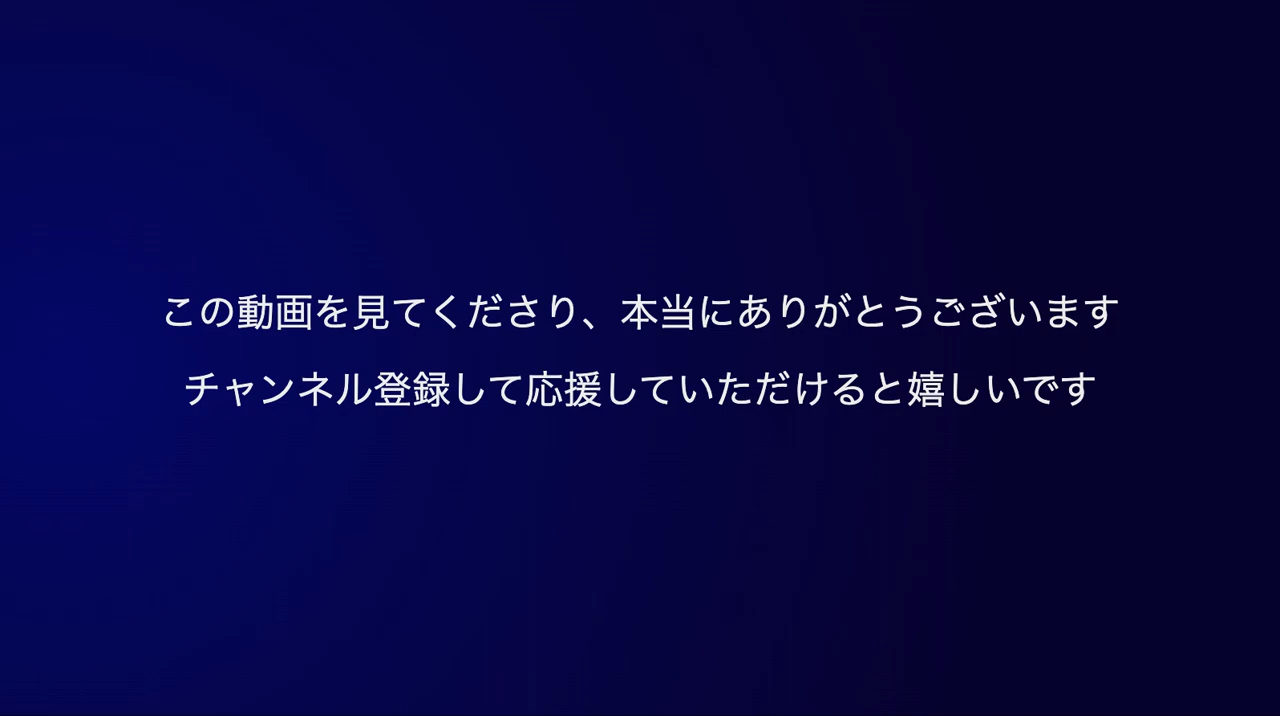 この動画を見てくださり、本当にありがとうございます
チャンネル登録して応援していただけると嬉しいです